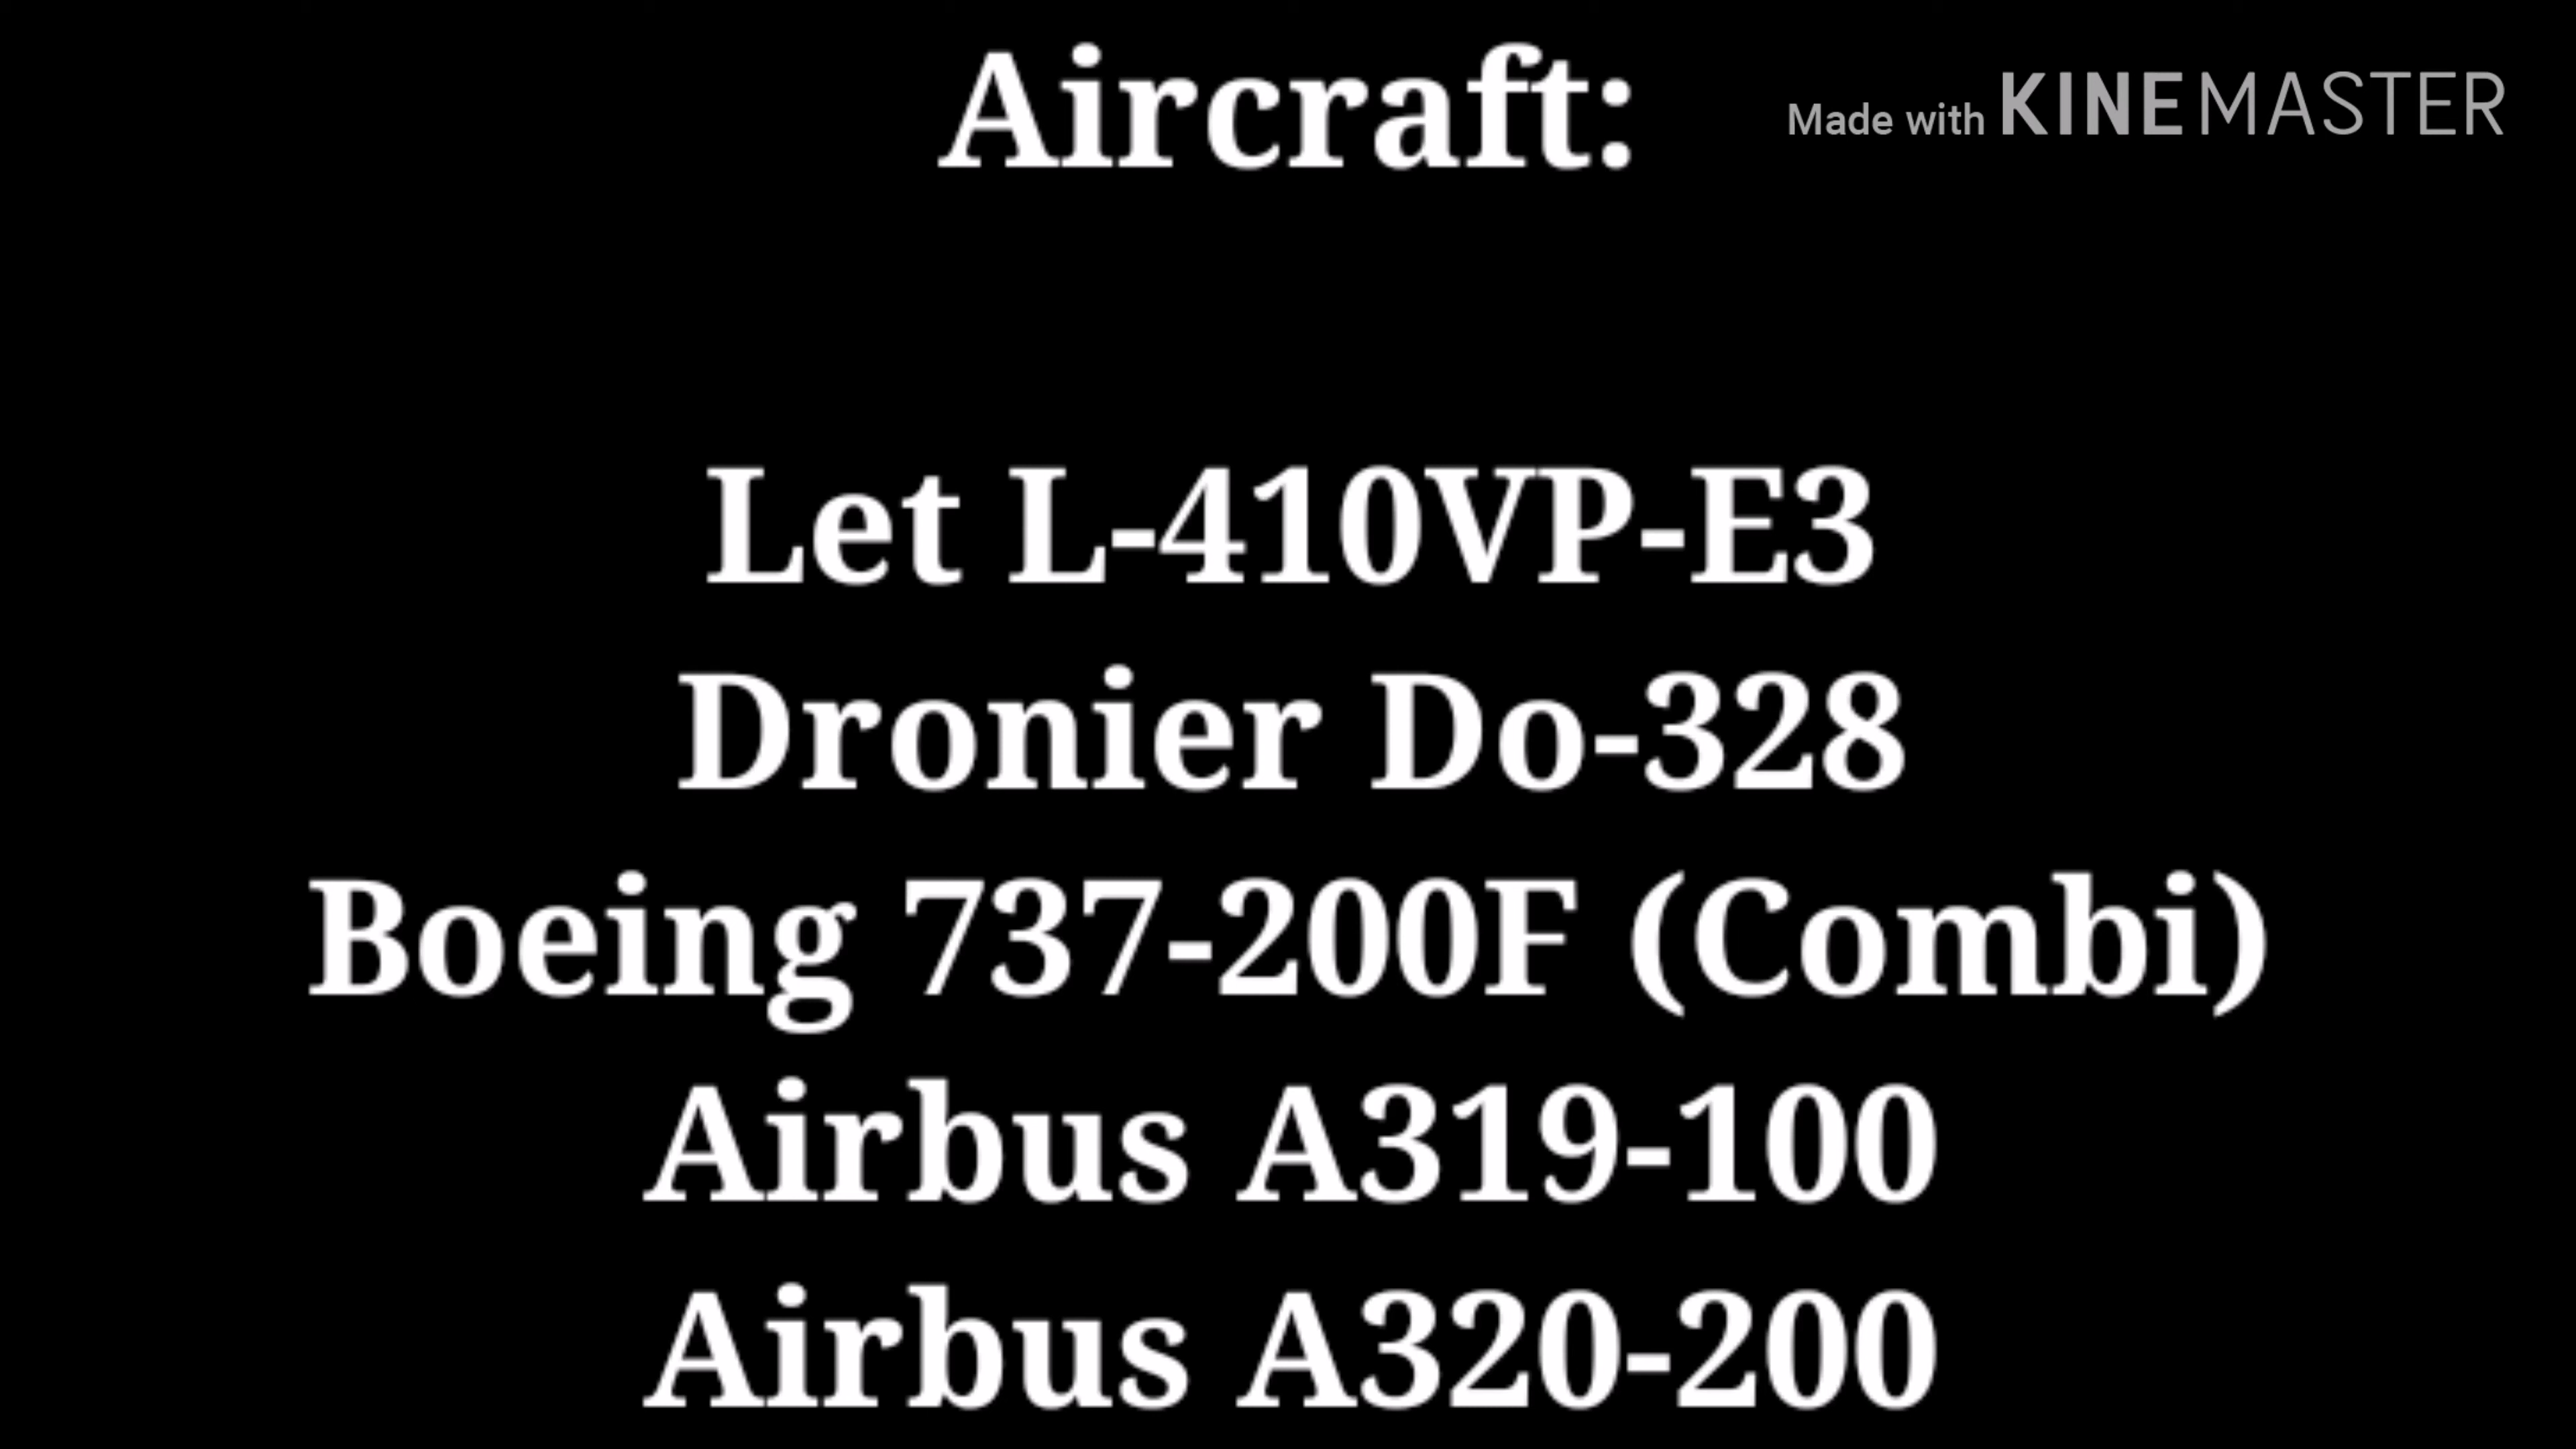 Aircraft:
Made with KINEMASTER
Let L-410VP-E3
Dronier Do-328
Boeing 737-200F (Combi)
Airbus A319-100
Airbus A320-200